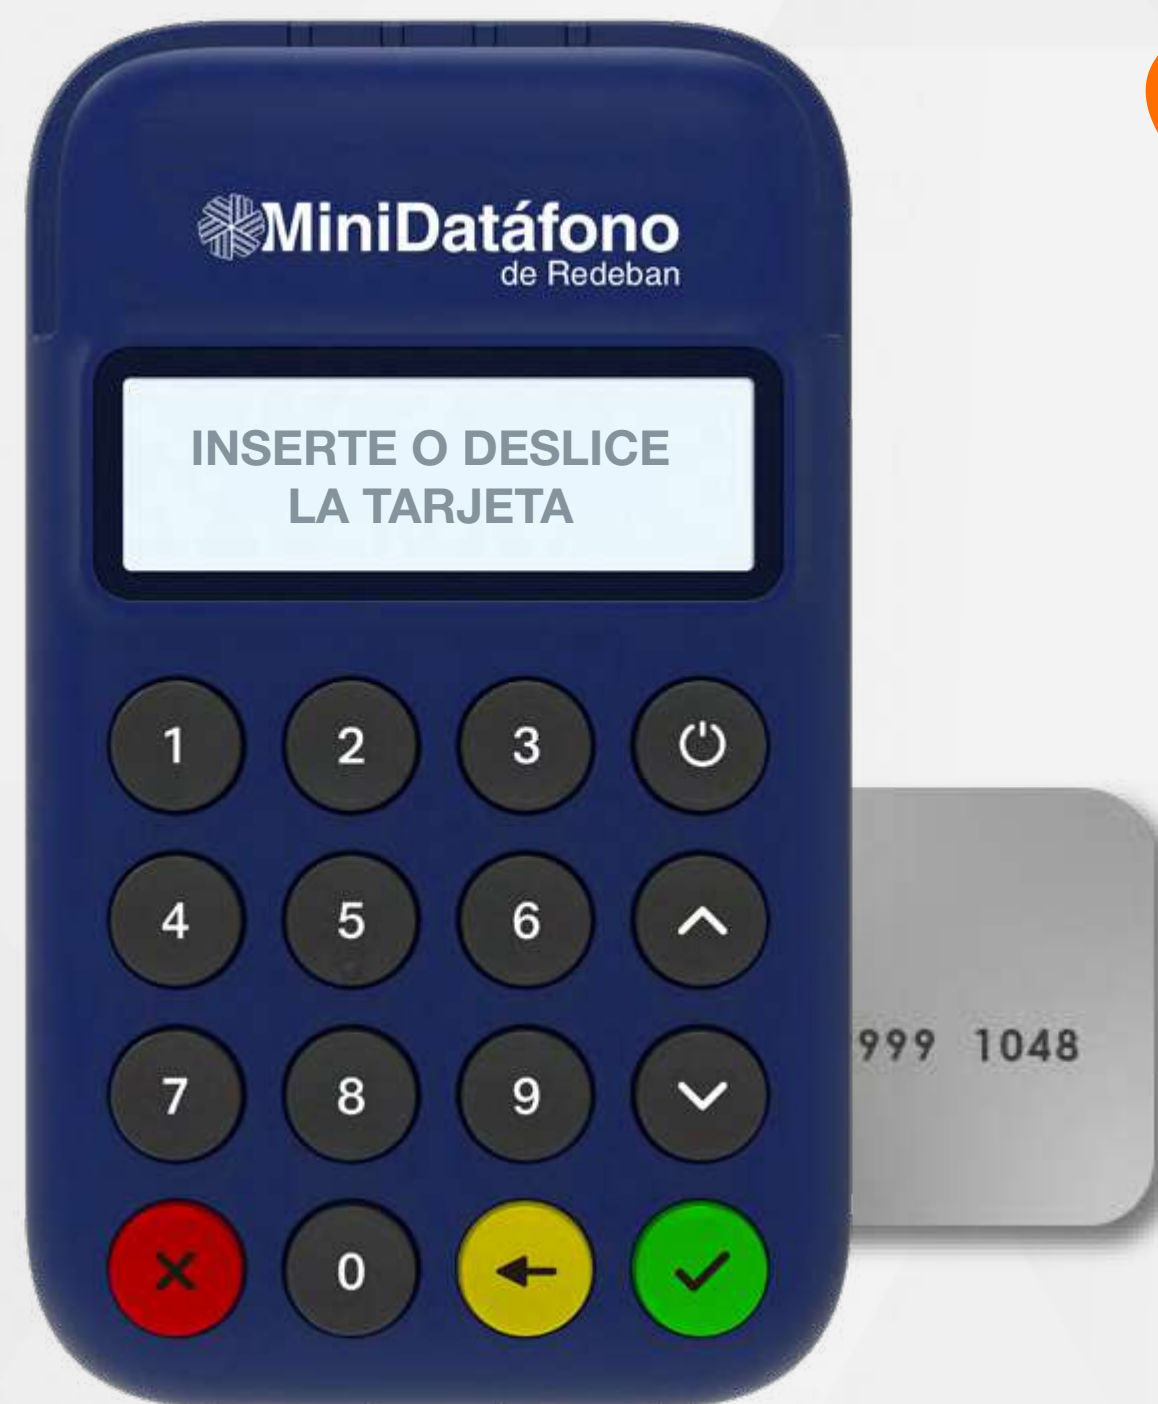 MiniDatáfono
de Redeban
INSERTE O DESLICE
LA TARJETA
1 2 3
4 5 6
7 8 9
0
999 1048